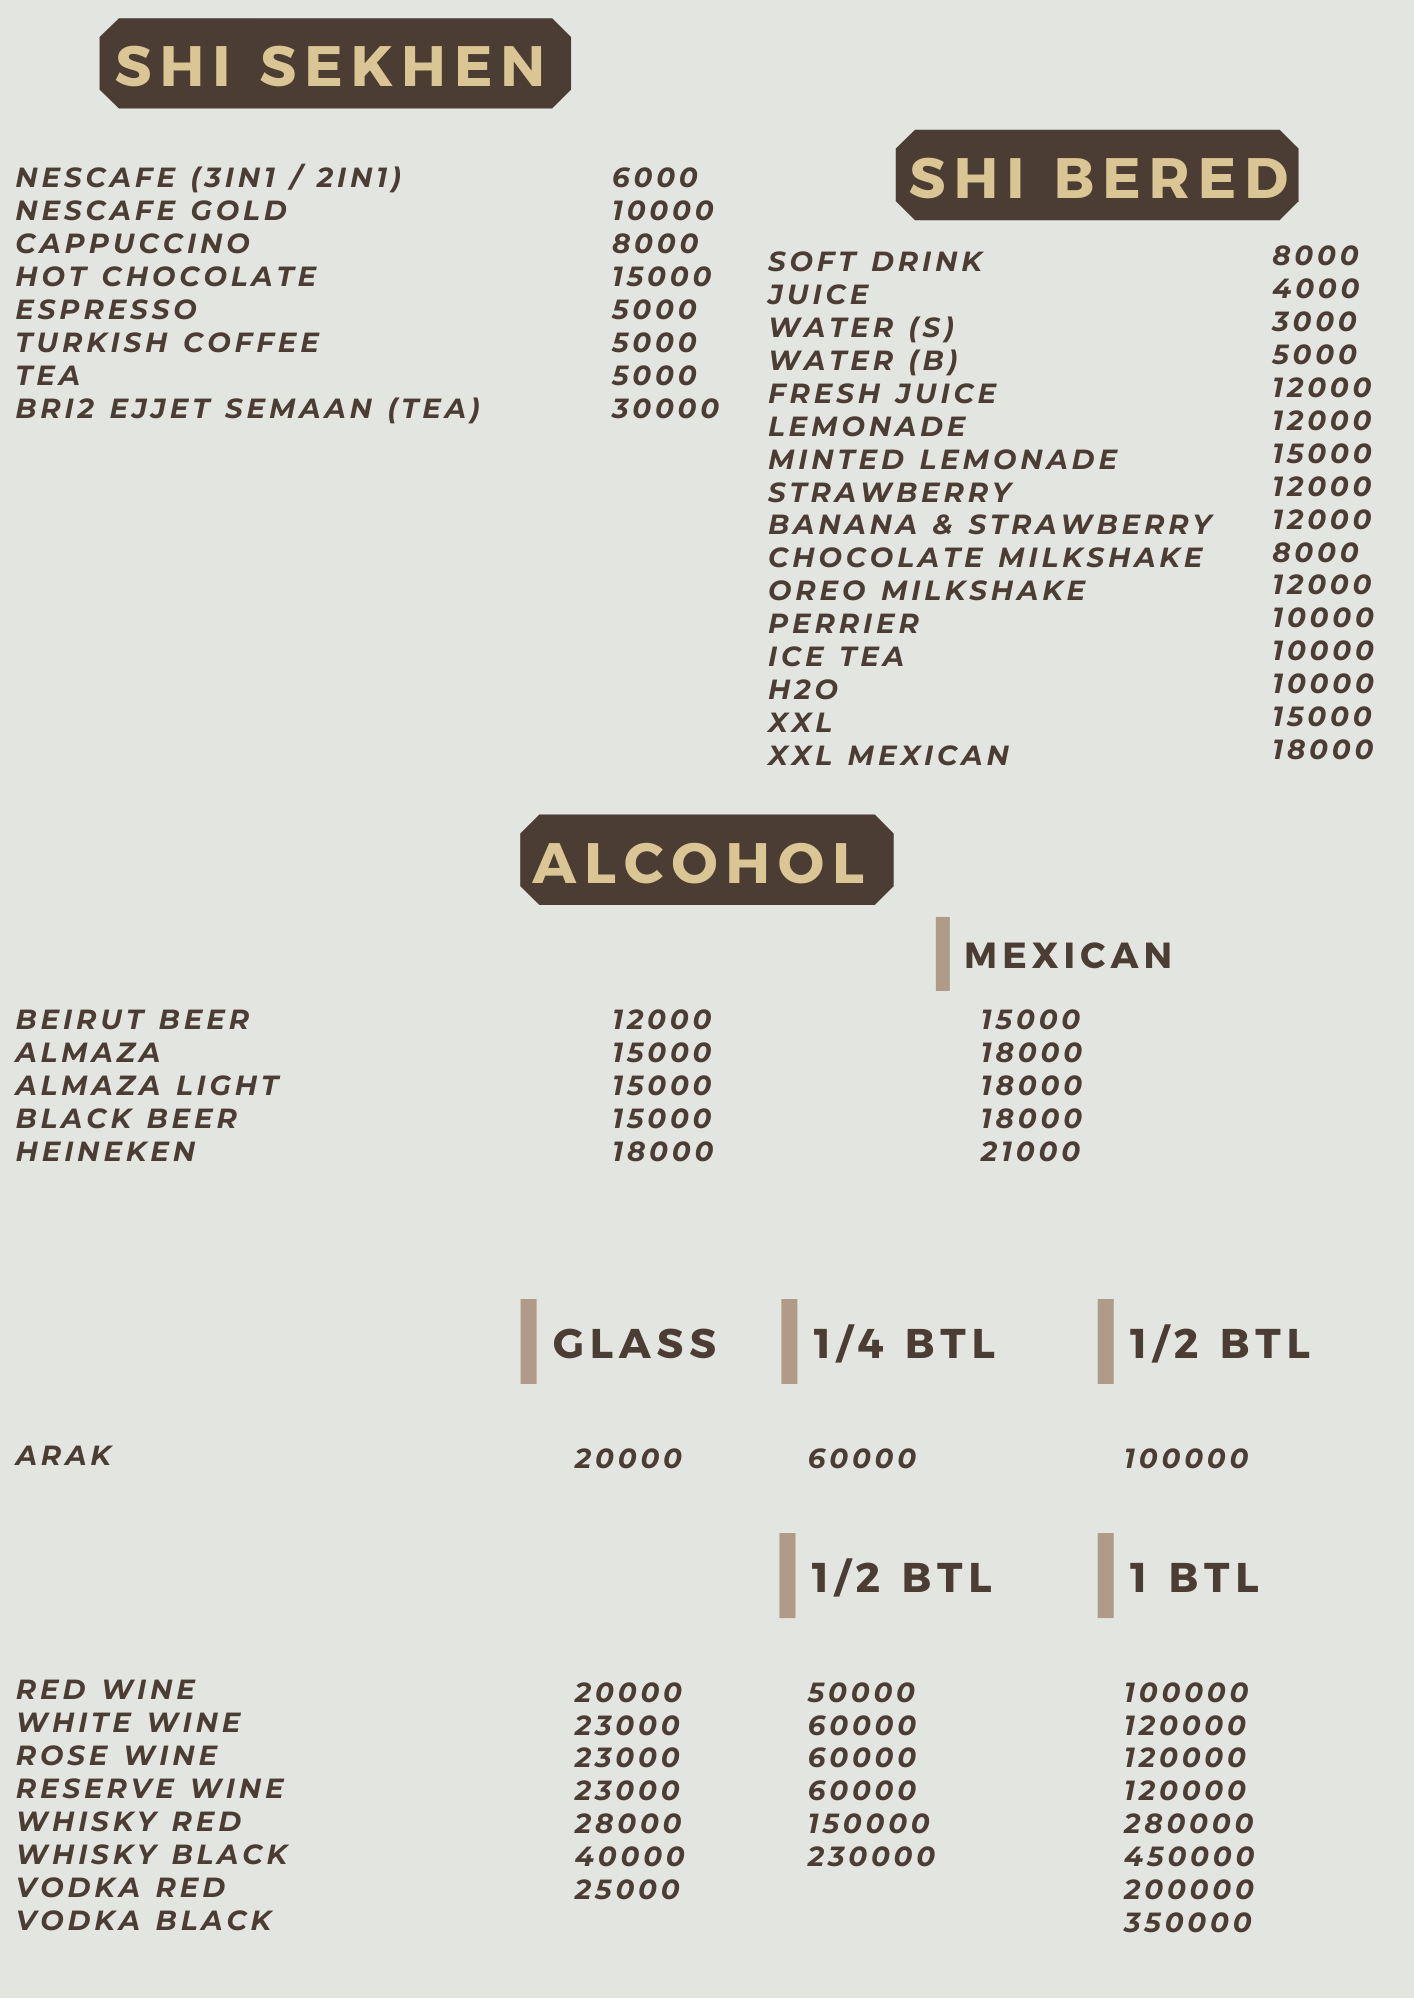 SHI SEKHEN
NESCAFE (3IN1 / 2IN1) 6000
NESCAFE GOLD 10000
CAPPUCCINO 8000
HOT CHOCOLATE 15000
ESPRESSO 5000
TURKISH COFFEE 5000
TEA 5000
BRI2 EJJET SEMAAN (TEA) 30000
SHI BERED
SOFT DRINK 8000
JUICE 4000
WATER (S) 3000
WATER (B) 5000
FRESH JUICE 12000
LEMONADE 12000
MINTED LEMONADE 15000
STRAWBERRY 12000
BANANA & STRAWBERRY 12000
CHOCOLATE MILKSHAKE 8000
OREO MILKSHAKE 12000
PERRIER 10000
ICE TEA 10000
H2O 10000
XXL 15000
XXL MEXICAN 18000
ALCOHOL
MEXICAN
BEIRUT BEER 12000 15000
ALMAZA 15000 18000
ALMAZA LIGHT 15000 18000
BLACK BEER 15000 18000
HEINEKEN 18000 21000
GLASS 1/4 BTL 1/2 BTL
ARAK 20000 60000 100000
1/2 BTL 1 BTL
RED WINE 20000 50000 100000
WHITE WINE 23000 60000 120000
ROSE WINE 23000 60000 120000
RESERVE WINE 23000 60000 120000
WHISKY RED 28000 150000 280000
WHISKY BLACK 40000 230000 450000
VODKA RED 25000 200000
VODKA BLACK 350000